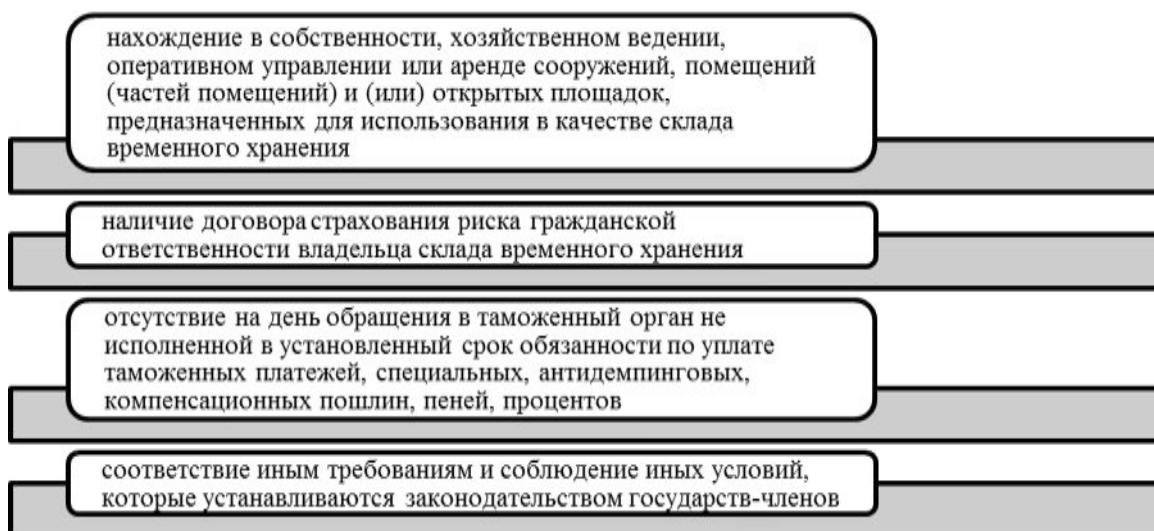 нахождение в собственности, хозяйственном ведении,
оперативном управлении или аренде сооружений, помещений
(частей помещений) и (или) открытых площадок,
предназначенных для использования в качестве склада
временного хранения
наличие договора страхования риска гражданской
ответственности владельца склада временного хранения
отсутствие на день обращения в таможенный орган не
исполненной в установленный срок обязанности по уплате
таможенных платежей, специальных, антидемпинговых,
компенсационных пошлин, пеней, процентов
соответствие иным требованиям и соблюдение иных условий,
которые устанавливаются законодательством государств-членов